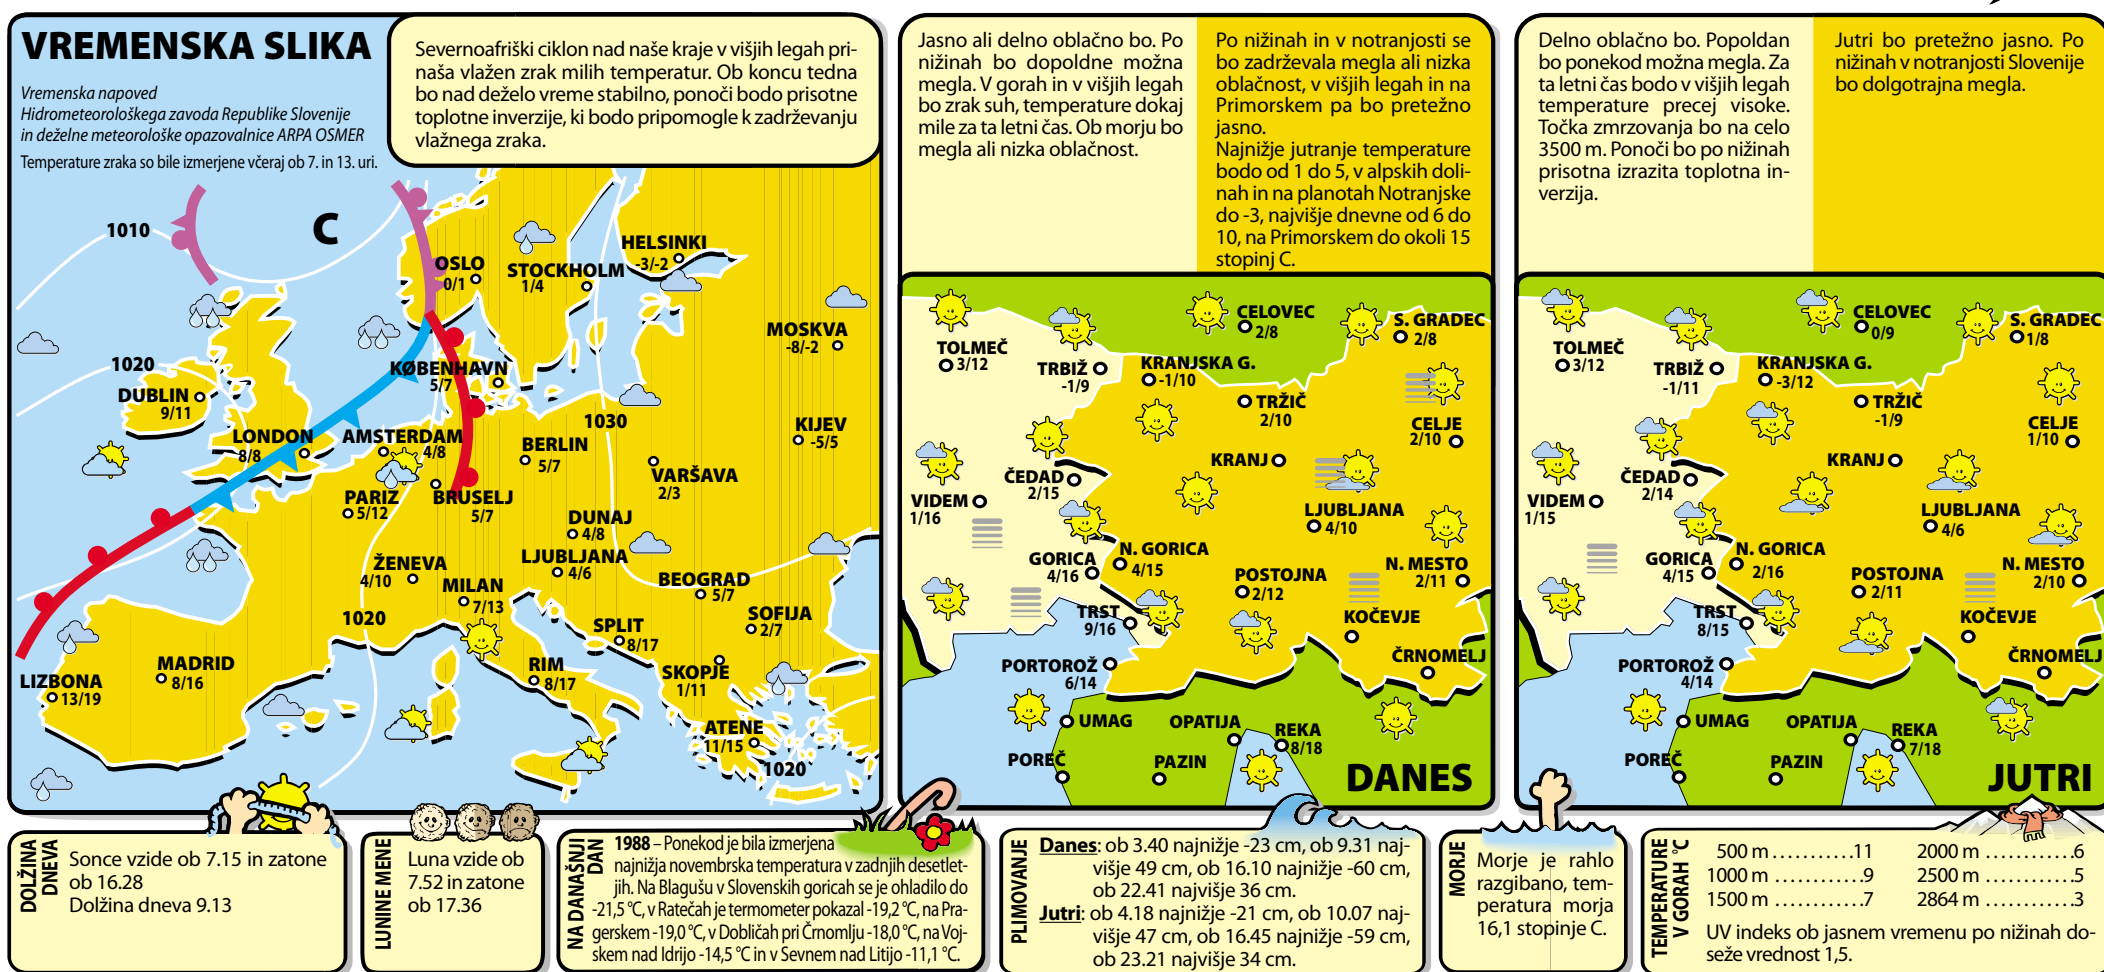 VREMENSKA SLIKA
Vremenska napoved
Hidrometeorološkega zavoda Republike Slovenije
in deželne meteorološke opazovalnice ARPA OSMER
Temperature zraka so bile izmerjene včeraj ob 7. in 13. uri.
Severnoafriški ciklon nad naše kraje v višjih legah pri-
naša vlažen zrak milih temperatur. Ob koncu tedna
bo nad deželo vreme stabilno, ponoči bodo prisotne
toplotne inverzije, ki bodo pripomogle k zadrževanju
vlažnega zraka.
1010
C
HELSINKI
-3/-2
OSLO
0/1
STOCKHOLM
1/4
MOSKVA
-8/-2
1020
KØBENHAVN
5/7
DUBLIN
9/11
1030
KIJEV
-5/5
LONDON
8/8
AMSTERDAM
4/8
BERLIN
5/7
VARŠAVA
2/3
PARIZ
5/12
BRUSELJ
5/7
DUNAJ
4/8
ŽENEVA
4/10
LJUBLJANA
4/6
MILAN
7/13
BEOGRAD
5/7
1020
SPLIT
8/17
SOFIJA
2/7
MADRID
8/16
RIM
8/17
SKOPJE
1/11
LIZBONA
13/19
ATENE
11/15
1020
Jasno ali delno oblačno bo. Po
nižinah bo dopoldne možna
megla. V gorah in v višjih legah
bo zrak suh, temperature dokaj
mile za ta letni čas. Ob morju bo
megla ali nizka oblačnost.
Po nižinah in v notranjosti se
bo zadrževala megla ali nizka
oblačnost, v višjih legah in na
Primorskem pa bo pretežno
jasno.
Najnižje jutranje temperature
bodo od 1 do 5, v alpskih doli-
nah in na planotah Notranjske
do -3, najvišje dnevne od 6 do
10, na Primorskem do okoli 15
stopinj C.
CELOVEC
2/8
S. GRADEC
2/8
TOLMEČ
3/12
TRBIŽ
-1/9
KRANJSKA G.
-1/10
TRŽIČ
2/10
CELJE
2/10
KRANJ
ČEDAD
2/15
VIDEM
1/16
LJUBLJANA
4/10
GORICA
4/16
N. GORICA
4/15
N. MESTO
2/11
POSTOJNA
2/12
TRST
9/16
KOČEVJE
PORTOROŽ
6/14
ČRNOMELJ
UMAG
OPATIJA
REKA
8/18
POREČ
PAZIN
DANES
Delno oblačno bo. Popoldan
bo ponekod možna megla. Za
ta letni čas bodo v višjih legah
temperature precej visoke.
Točka zmrzovanja bo na celo
3500 m. Ponoči bo po nižinah
prisotna izrazita toplotna in-
verzija.
Jutri bo pretežno jasno. Po
nižinah v notranjosti Slovenije
bo dolgotrajna megla.
CELOVEC
0/9
S. GRADEC
1/8
TOLMEČ
3/12
TRBIŽ
-1/11
KRANJSKA G.
-3/12
TRŽIČ
-1/9
CELJE
1/10
KRANJ
ČEDAD
2/14
VIDEM
1/15
LJUBLJANA
4/6
GORICA
4/15
N. GORICA
2/16
N. MESTO
2/10
POSTOJNA
2/11
TRST
8/15
KOČEVJE
PORTOROŽ
4/14
ČRNOMELJ
UMAG
OPATIJA
REKA
7/18
POREČ
PAZIN
JUTRI
DOLŽINA
DNEVA
Sonce vzide ob 7.15 in zatone
ob 16.28
Dolžina dneva 9.13
LUNINE MENE
Luna vzide ob
7.52 in zatone
ob 17.36
NA DANAŠNJI
DAN
1988 – Ponekod je bila izmerjena
najnižja novembrska temperatura v zadnjih desetlet-
jih. Na Blagušu v Slovenskih goricah se je ohladilo do
-21,5 °C, v Ratečah je termometer pokazal -19,2 °C, na Pra-
gerskem -19,0 °C, v Dobličah pri Črnomlju -18,0 °C, na Voj-
skem nad Idrijo -14,5 °C in v Sevnem nad Litijo -11,1 °C.
PLIMOVANJE
Danes: ob 3.40 najnižje -23 cm, ob 9.31 naj-
višje 49 cm, ob 16.10 najnižje -60 cm,
ob 22.41 najvišje 36 cm.
Jutri: ob 4.18 najnižje -21 cm, ob 10.07 naj-
višje 47 cm, ob 16.45 najnižje -59 cm,
ob 23.21 najvišje 34 cm.
MORJE
Morje je rahlo
razgibano, tem-
peratura morja
16,1 stopinje C.
TEMPERATURE
V GORAH °C
500 m ...........11
1000 m ............9
1500 m ............7
2000 m ............6
2500 m ............5
2864 m ............3
UV indeks ob jasnem vremenu po nižinah do-
seže vrednost 1,5.